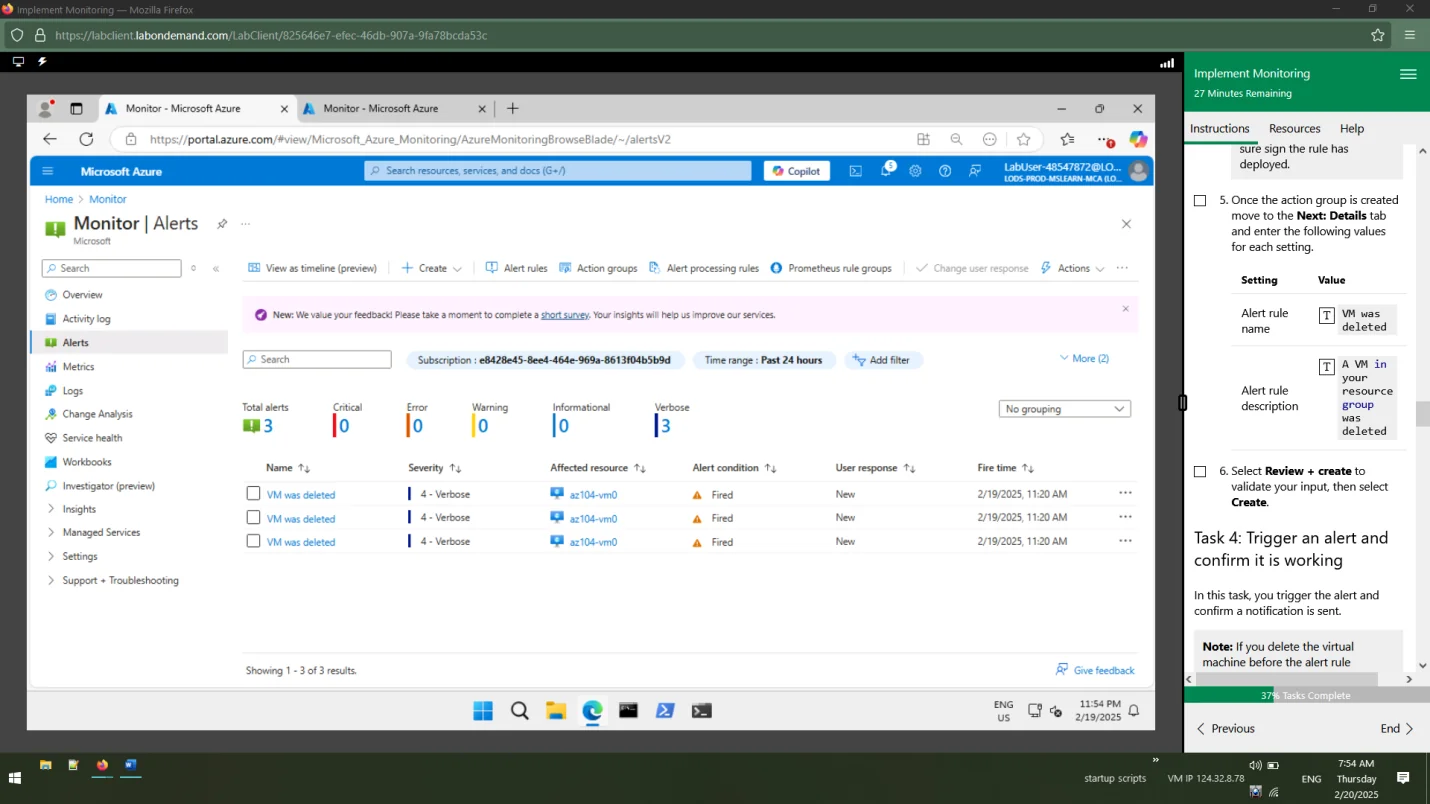 Implement Monitoring — Mozilla Firefox
https://labclient.labondemand.com/LabClient/825646e7-efec-46db-907a-9fa78bcda53c
Monitor - Microsoft Azure
Monitor - Microsoft Azure
https://portal.azure.com/#view/Microsoft_Azure_Monitoring/AzureMonitoringBrowseBlade/~/alertsV2
Microsoft Azure
Search resources, services, and docs (G+/)
Copilot
5
LabUser-48547872@LO...
LODS-PROD-MSLEARN-MCA (LO...
Home > Monitor
Monitor | Alerts
Microsoft
Search
View as timeline (preview)
Create
Alert rules
Action groups
Alert processing rules
Prometheus rule groups
Change user response
Actions
Overview
Activity log
Alerts
Metrics
Logs
Change Analysis
Service health
Workbooks
Investigator (preview)
Insights
Managed Services
Settings
Support + Troubleshooting
New: We value your feedback! Please take a moment to complete a short survey. Your insights will help us improve our services.
Search
Subscription : e8428e45-8ee4-464e-969a-8613f04b5b9d
Time range : Past 24 hours
Add filter
More (2)
Total alerts
3
Critical
0
Error
0
Warning
0
Informational
0
Verbose
3
No grouping
Name Severity Affected resource Alert condition User response Fire time
VM was deleted 4 - Verbose az104-vm0 Fired New 2/19/2025, 11:20 AM
VM was deleted 4 - Verbose az104-vm0 Fired New 2/19/2025, 11:20 AM
VM was deleted 4 - Verbose az104-vm0 Fired New 2/19/2025, 11:20 AM
Showing 1 - 3 of 3 results.
Give feedback
ENG
US
11:54 PM
2/19/2025
Implement Monitoring
27 Minutes Remaining
Instructions Resources Help
sure sign the rule has
deployed.
5. Once the action group is created
move to the Next: Details tab
and enter the following values
for each setting.
Setting Value
Alert rule
name
T
VM was
deleted
Alert rule
description
T
A VM in
your
resource
group
was
deleted
6. Select Review + create to
validate your input, then select
Create.
Task 4: Trigger an alert and
confirm it is working
In this task, you trigger the alert and
confirm a notification is sent.
Note: If you delete the virtual
machine before the alert rule
37% Tasks Complete
Previous
End
startup scripts
VM IP 124.32.8.78
ENG
7:54 AM
Thursday
2/20/2025